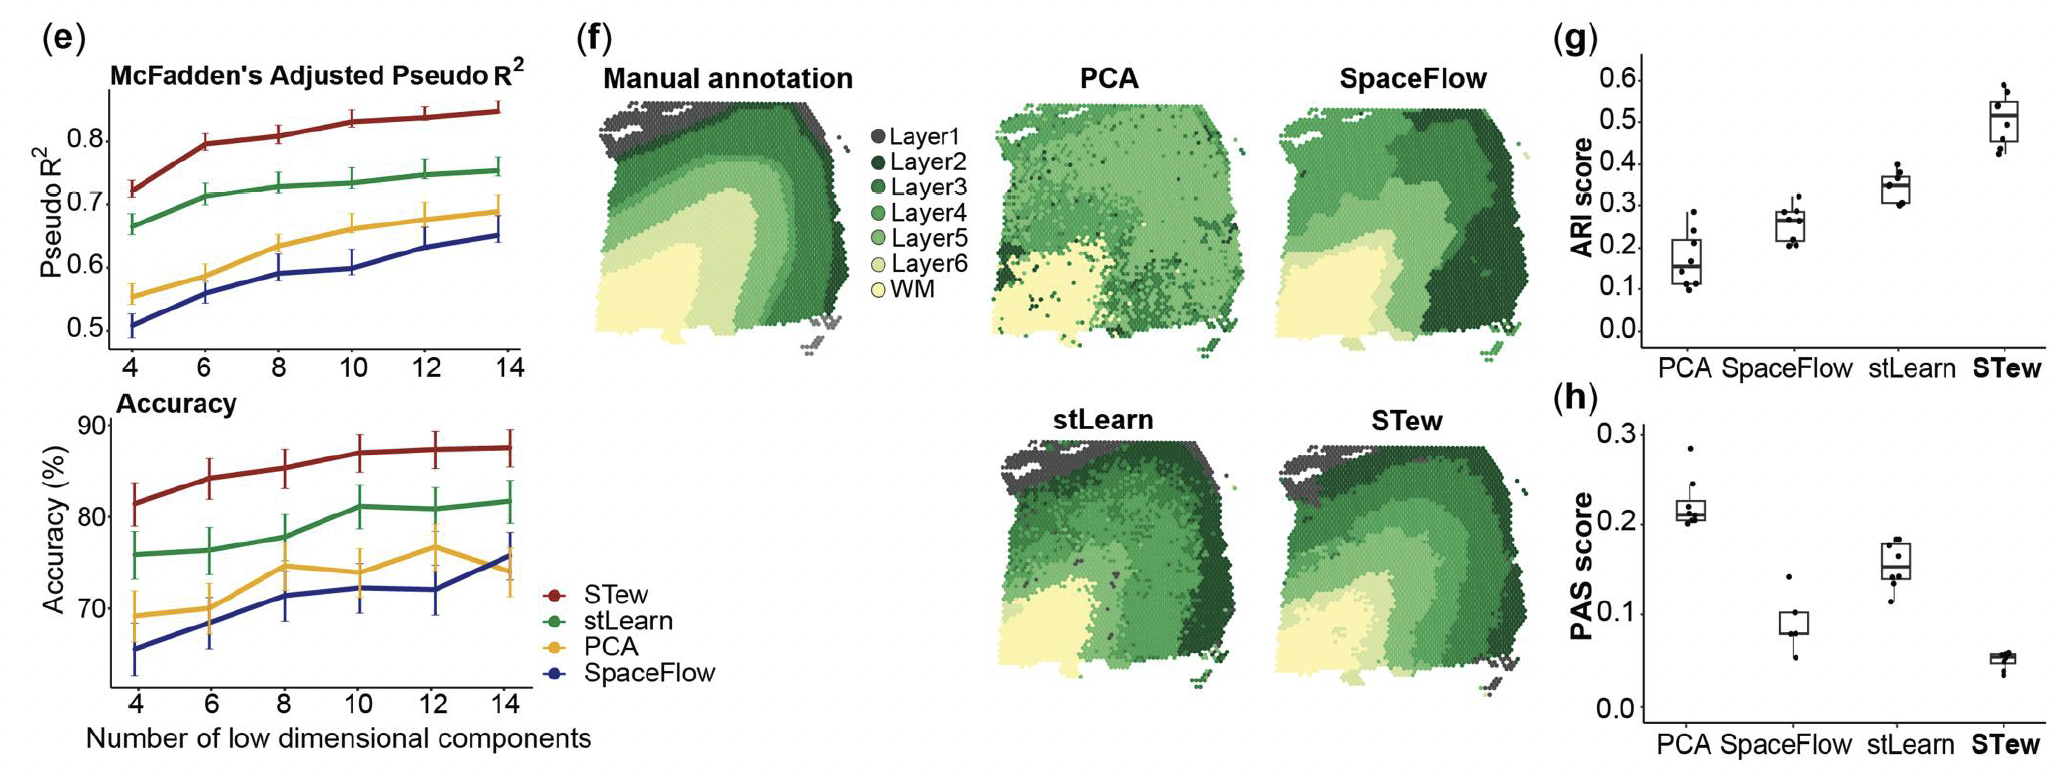 (e)
McFadden's Adjusted Pseudo R²
Pseudo R²
0.8
0.7
0.6
0.5
4 6 8 10 12 14
Accuracy
Accuracy (%)
90
80
70
4 6 8 10 12 14
Number of low dimensional components
STew
stLearn
PCA
SpaceFlow
(f)
Manual annotation
Layer1
Layer2
Layer3
Layer4
Layer5
Layer6
WM
PCA
SpaceFlow
stLearn
STew
(g)
ARI score
0.6
0.5
0.4
0.3
0.2
0.1
0.0
PCA SpaceFlow stLearn STew
(h)
PAS score
0.3
0.2
0.1
0.0
PCA SpaceFlow stLearn STew